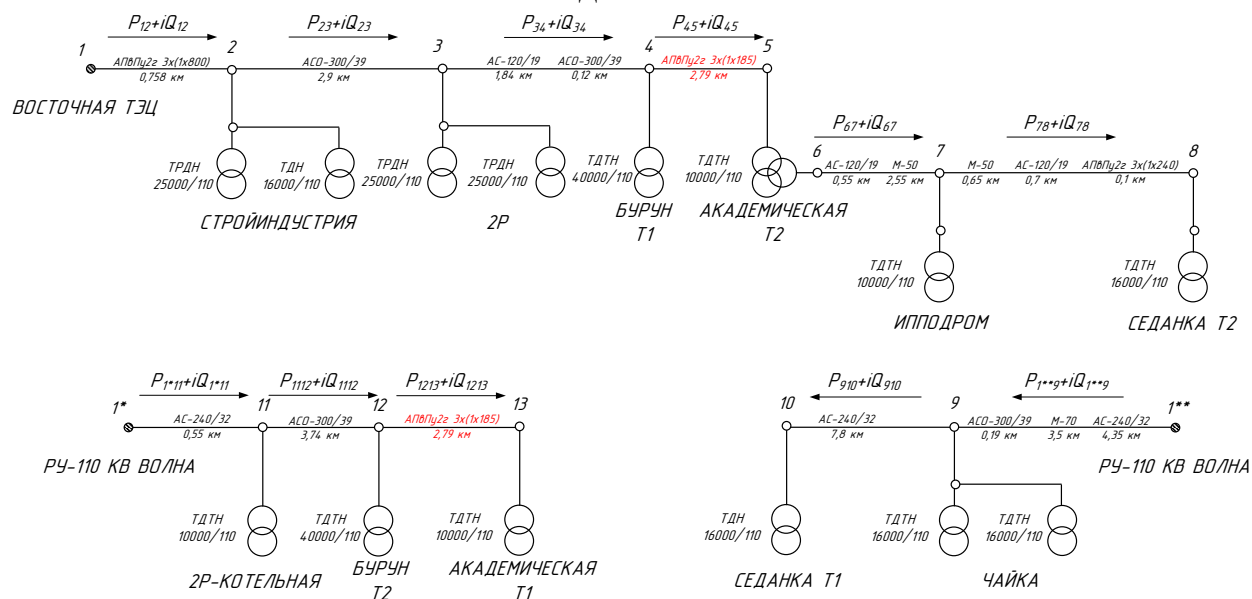 P12+iQ12 P23+iQ23 P34+iQ34 P45+iQ45
1 2 3 4 5
АПвПу2г 3х(1х800) АСО-300/39 АС-120/19 АСО-300/39 АПвПу2г 3х(1х185)
0,758 км 2,9 км 1,84 км 0,12 км 2,79 км
ВОСТОЧНАЯ ТЭЦ
P67+iQ67 P78+iQ78
6 7 8
АС-120/19 М-50 М-50 АС-120/19 АПвПу2г 3х(1х240)
0,55 км 2,55 км 0,65 км 0,7 км 0,1 км
ТРДН ТДН ТРДН ТРДН ТДТН ТДТН
25000/110 16000/110 25000/110 25000/110 40000/110 10000/110
СТРОЙИНДУСТРИЯ 2Р БУРУН АКАДЕМИЧЕСКАЯ
Т1 Т2
ТДТН ТДТН
10000/110 16000/110
ИППОДРОМ СЕДАНКА Т2
P1*11+iQ1*11 P1112+iQ1112 P1213+iQ1213 P910+iQ910 P1**9+iQ1**9
1* 11 12 13 10 9 1**
АС-240/32 АСО-300/39 АПвПу2г 3х(1х185) АС-240/32 АСО-300/39 М-70 АС-240/32
0,55 км 3,74 км 2,79 км 7,8 км 0,19 км 3,5 км 4,35 км
РУ-110 КВ ВОЛНА РУ-110 КВ ВОЛНА
ТДТН ТДТН ТДТН ТДН ТДТН ТДТН
10000/110 40000/110 10000/110 16000/110 16000/110 16000/110
2Р-КОТЕЛЬНАЯ БУРУН АКАДЕМИЧЕСКАЯ СЕДАНКА Т1 ЧАЙКА
Т2 Т1